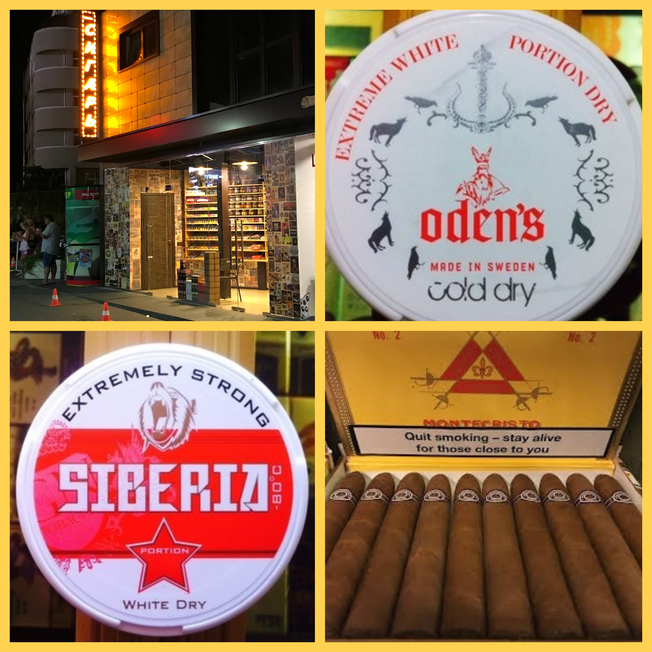 СИГАРЫ
EXTREME WHITE PORTION DRY
oden's
MADE IN SWEDEN
cold dry
EXTREMELY STRONG
SIBERIA
-80°C
PORTION
WHITE DRY
No. 2 No. 2
MONTECRISTO
Quit smoking – stay alive
for those close to you